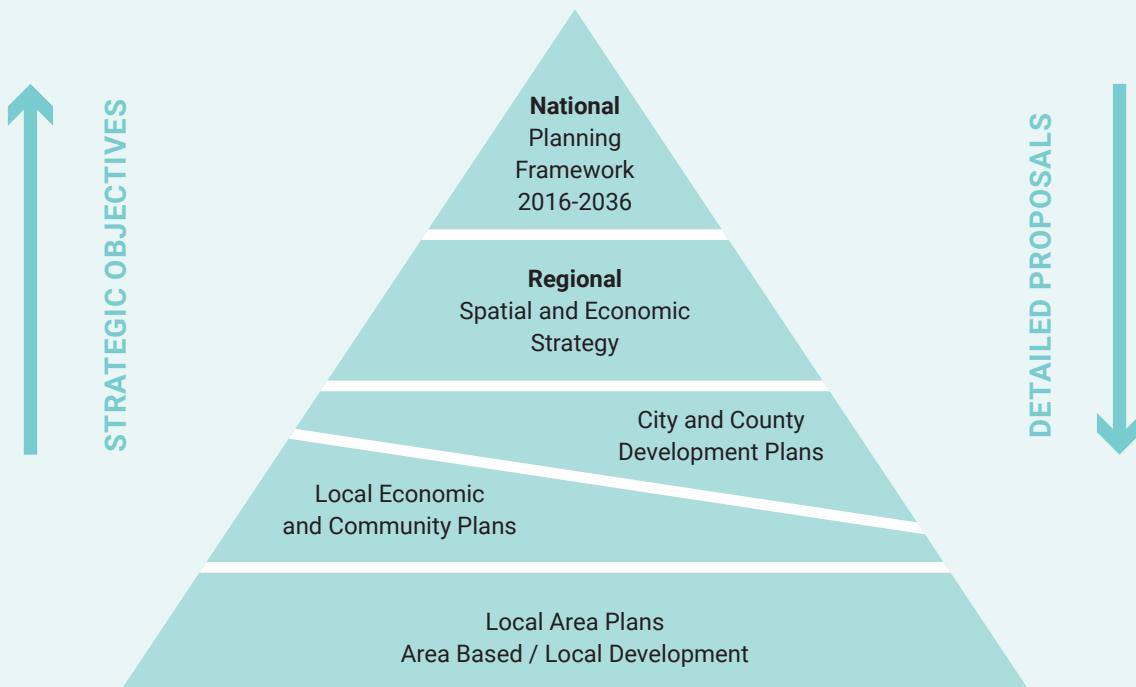 STRATEGIC OBJECTIVES
National
Planning
Framework
2016-2036
Regional
Spatial and Economic
Strategy
City and County
Development Plans
Local Economic
and Community Plans
Local Area Plans
Area Based / Local Development
DETAILED PROPOSALS